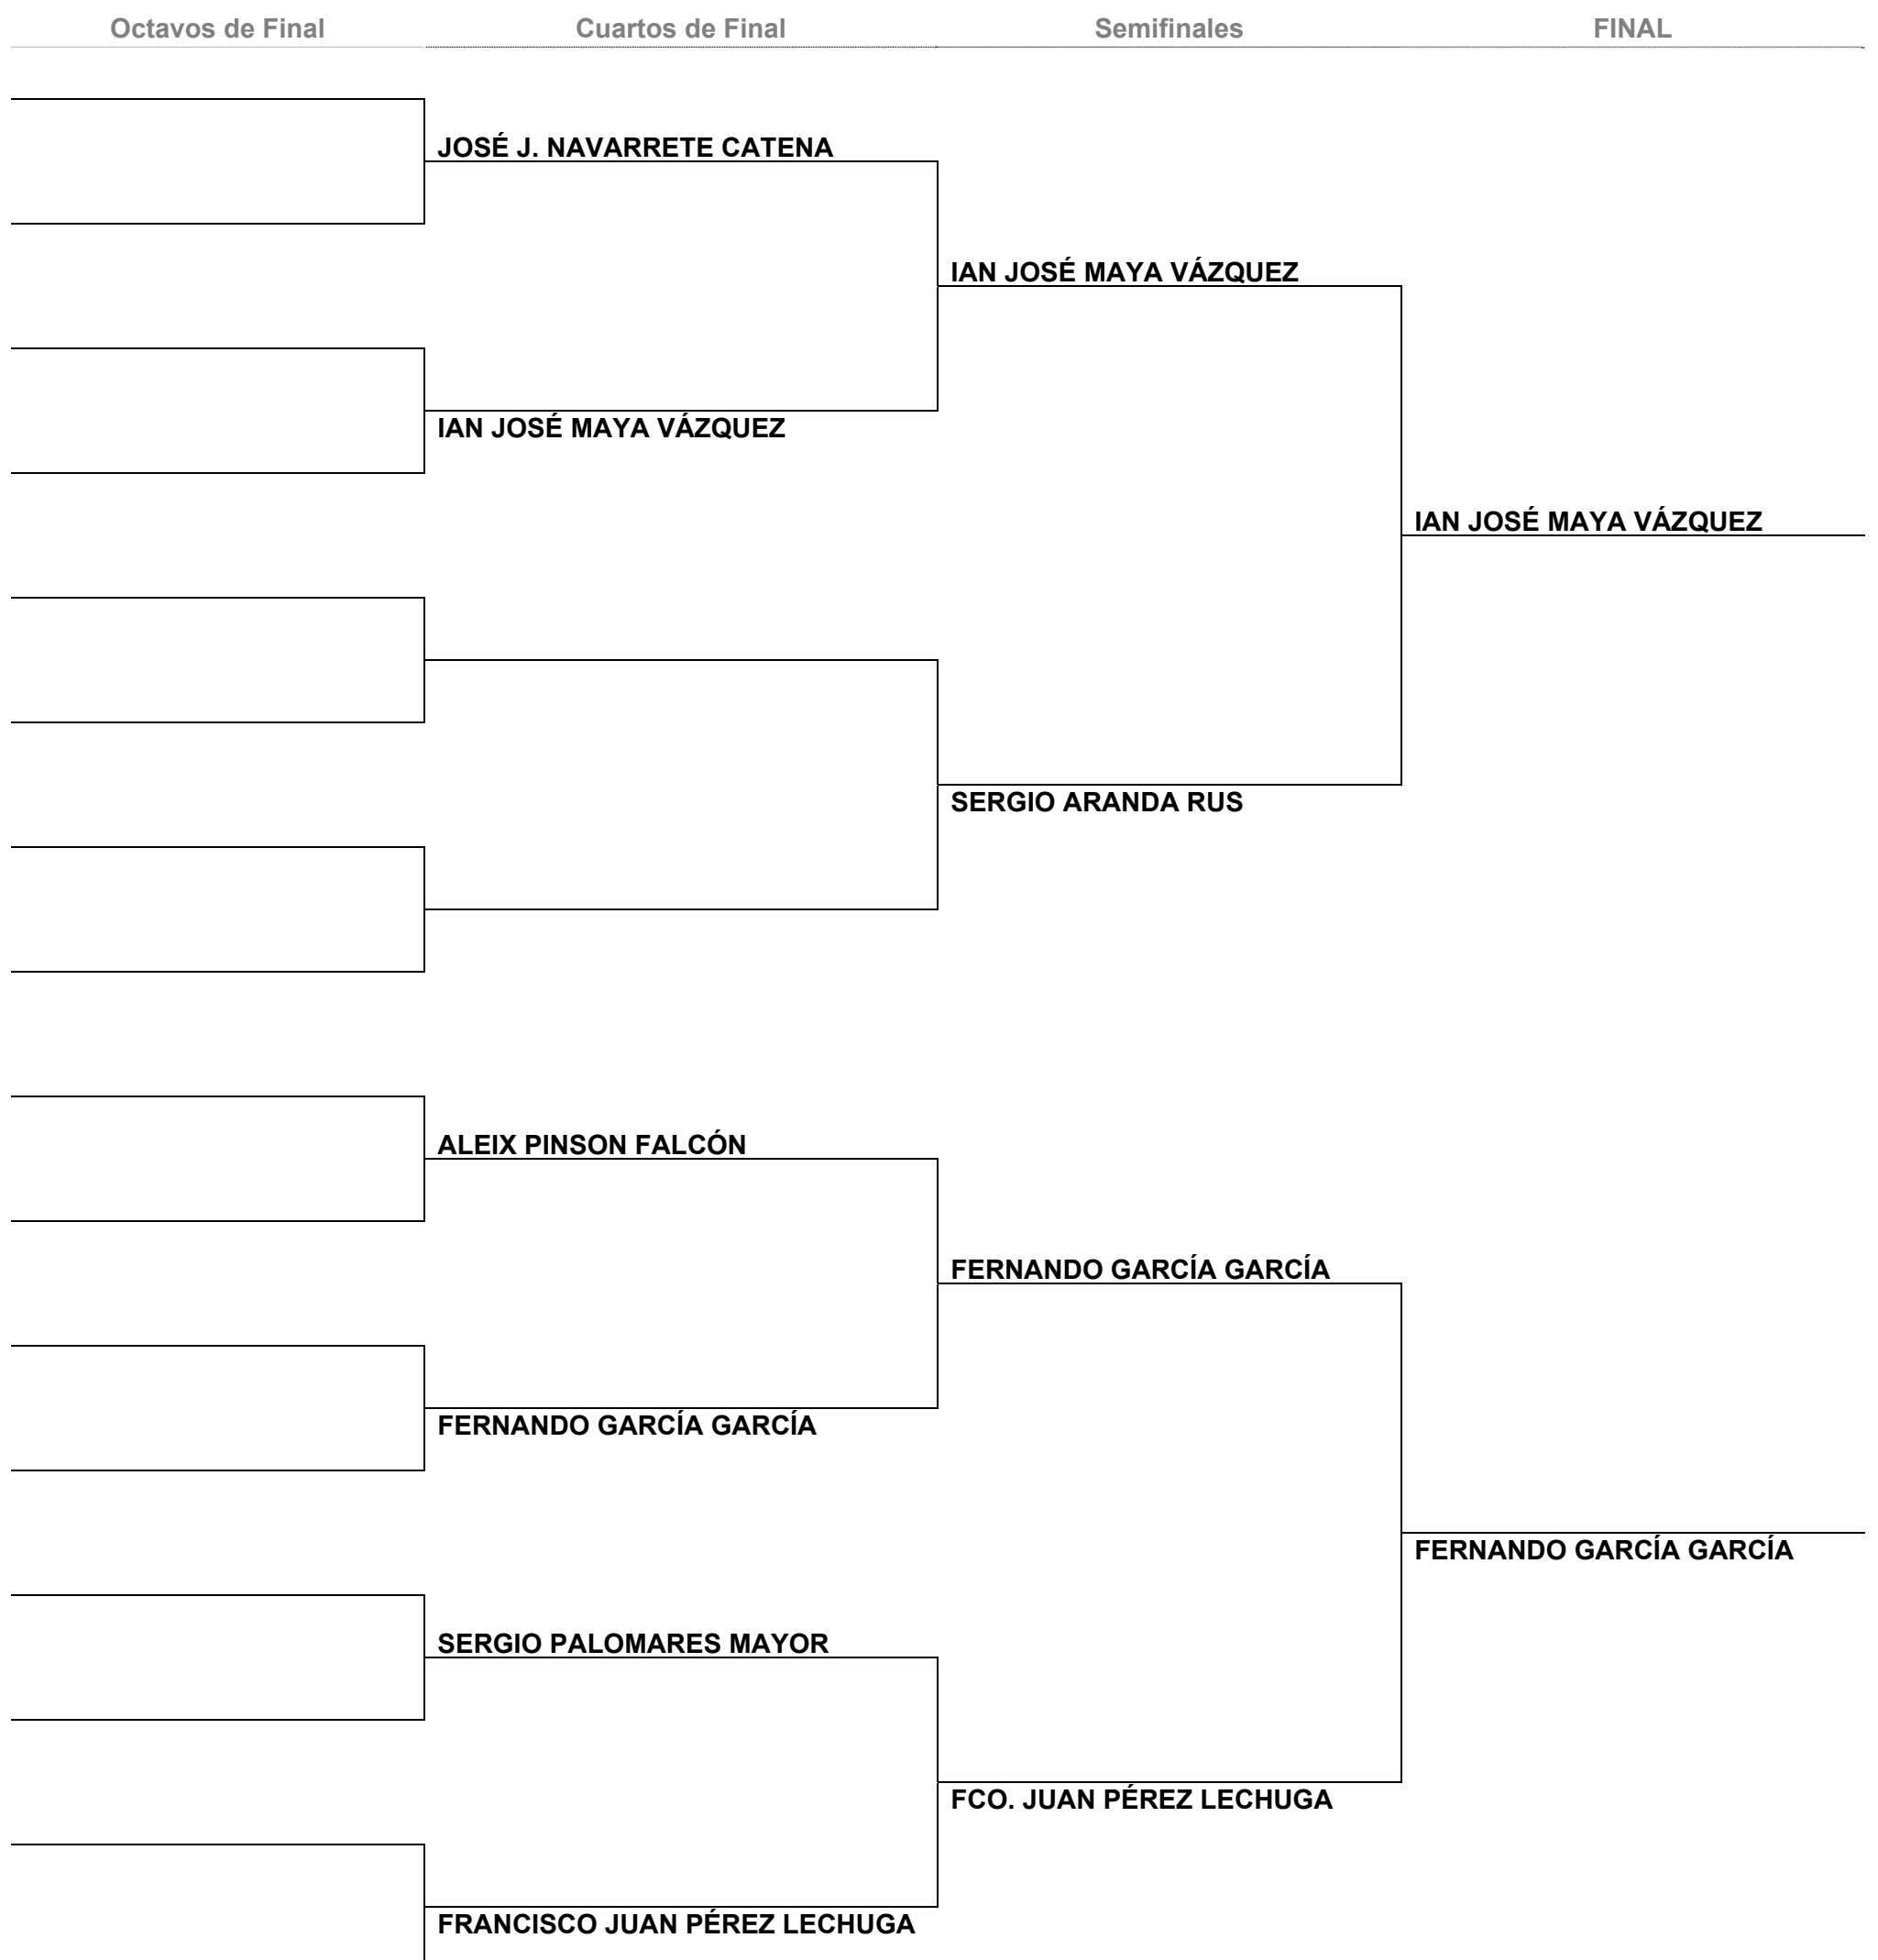 Octavos de Final
Cuartos de Final
Semifinales
FINAL
JOSÉ J. NAVARRETE CATENA
IAN JOSÉ MAYA VÁZQUEZ
IAN JOSÉ MAYA VÁZQUEZ
IAN JOSÉ MAYA VÁZQUEZ
SERGIO ARANDA RUS
ALEIX PINSON FALCÓN
FERNANDO GARCÍA GARCÍA
FERNANDO GARCÍA GARCÍA
FERNANDO GARCÍA GARCÍA
SERGIO PALOMARES MAYOR
FCO. JUAN PÉREZ LECHUGA
FRANCISCO JUAN PÉREZ LECHUGA